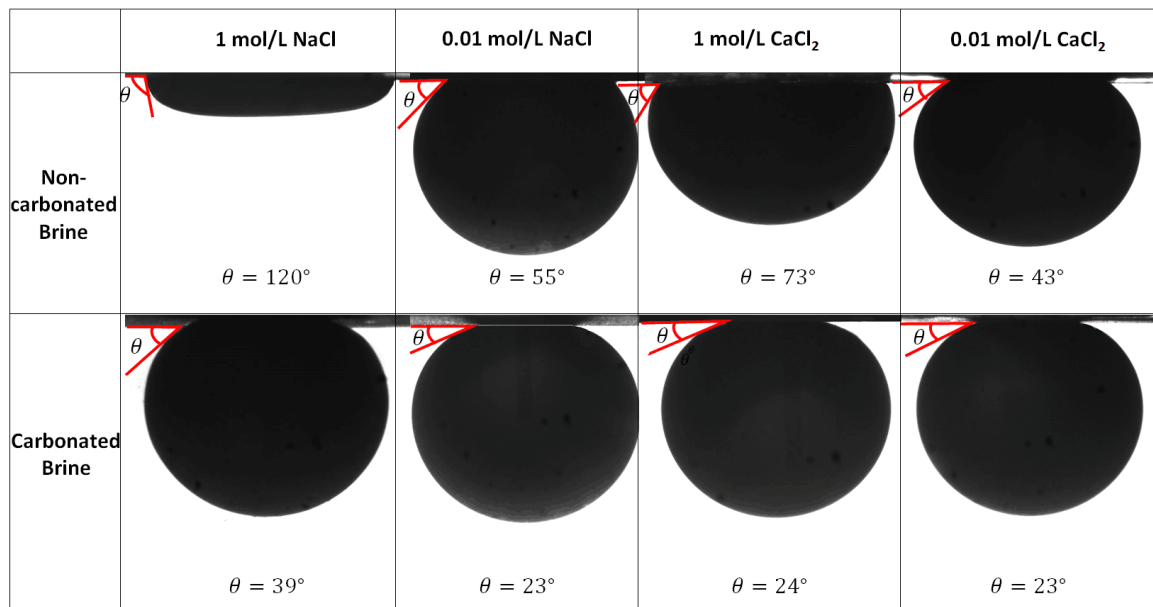 1 mol/L NaCl
0.01 mol/L NaCl
1 mol/L CaCl₂
0.01 mol/L CaCl₂
Non-
carbonated
Brine
θ
θ
θ
θ
θ = 120°
θ = 55°
θ = 73°
θ = 43°
Carbonated
Brine
θ
θ
θ
θ
θ = 39°
θ = 23°
θ = 24°
θ = 23°